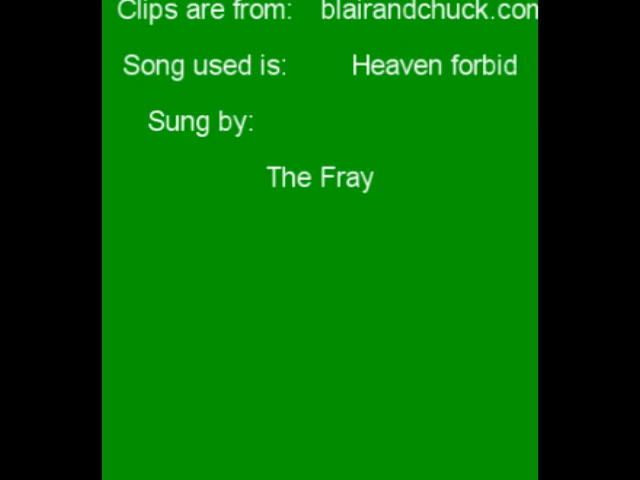 Clips are from: blairandchuck.com
Song used is: Heaven forbid
Sung by:
The Fray